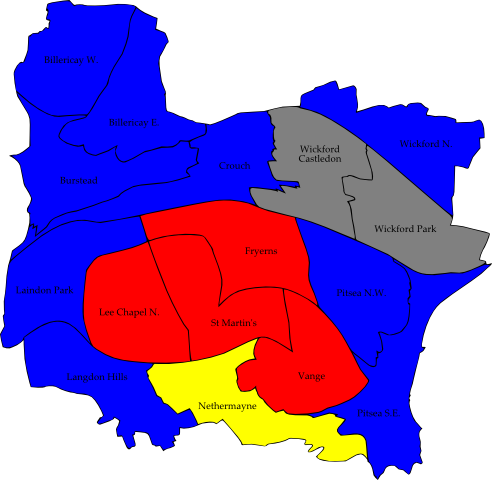 Billericay W.
Billericay E.
Burstead
Crouch
Wickford
Castledon
Wickford N.
Wickford Park
Fryerns
Laindon Park
Lee Chapel N.
St Martin's
Pitsea N.W.
Langdon Hills
Vange
Nethermayne
Pitsea S.E.